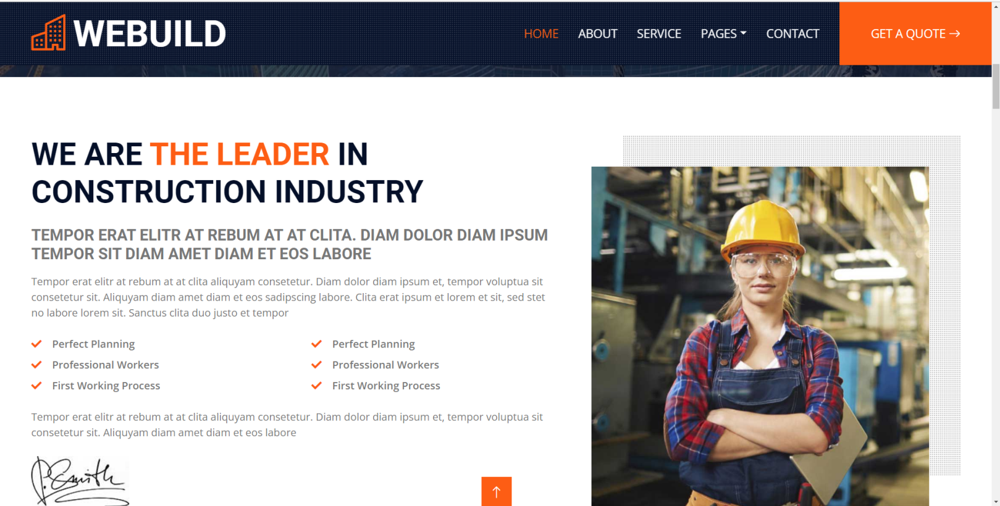 WEBUILD
HOME ABOUT SERVICE PAGES CONTACT GET A QUOTE →
WE ARE THE LEADER IN
CONSTRUCTION INDUSTRY
TEMPOR ERAT ELITR AT REBUM AT AT CLITA. DIAM DOLOR DIAM IPSUM
TEMPOR SIT DIAM AMET DIAM ET EOS LABORE
Tempor erat elitr at rebum at at clita aliquyam consetetur. Diam dolor diam ipsum et, tempor voluptua sit
consetetur sit. Aliquyam diam amet diam et eos sadipscing labore. Clita erat ipsum et lorem et sit, sed stet
no labore lorem sit. Sanctus clita duo justo et tempor
Perfect Planning
Professional Workers
First Working Process
Perfect Planning
Professional Workers
First Working Process
Tempor erat elitr at rebum at at clita aliquyam consetetur. Diam dolor diam ipsum et, tempor voluptua sit
consetetur sit. Aliquyam diam amet diam et eos labore
P. Smith